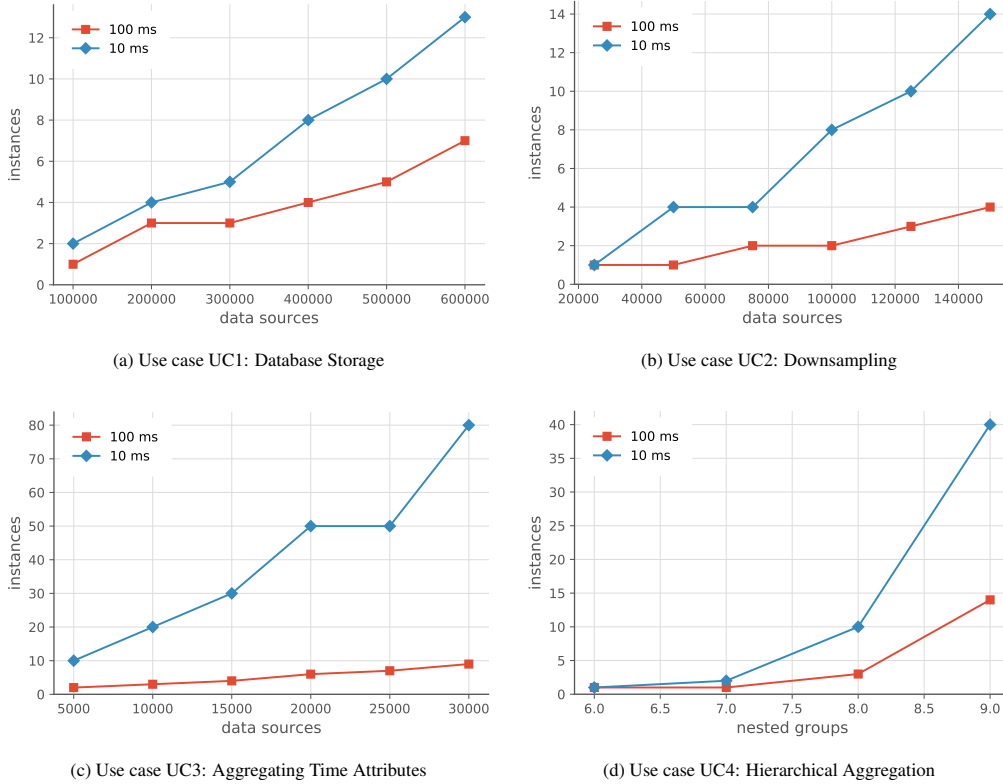 100 ms
10 ms
instances
12
10
8
6
4
2
0
100000 200000 300000 400000 500000 600000
data sources
(a) Use case UC1: Database Storage
100 ms
10 ms
instances
14
12
10
8
6
4
2
0
20000 40000 60000 80000 100000 120000 140000
data sources
(b) Use case UC2: Downsampling
100 ms
10 ms
instances
80
70
60
50
40
30
20
10
0
5000 10000 15000 20000 25000 30000
data sources
(c) Use case UC3: Aggregating Time Attributes
100 ms
10 ms
instances
40
35
30
25
20
15
10
5
0
6.0 6.5 7.0 7.5 8.0 8.5 9.0
nested groups
(d) Use case UC4: Hierarchical Aggregation